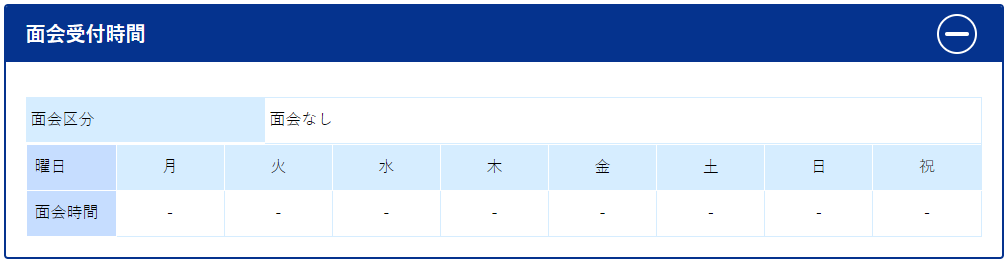 面会受付時間
面会区分 面会なし
曜日 月 火 水 木 金 土 日 祝
面会時間 - - - - - - - -